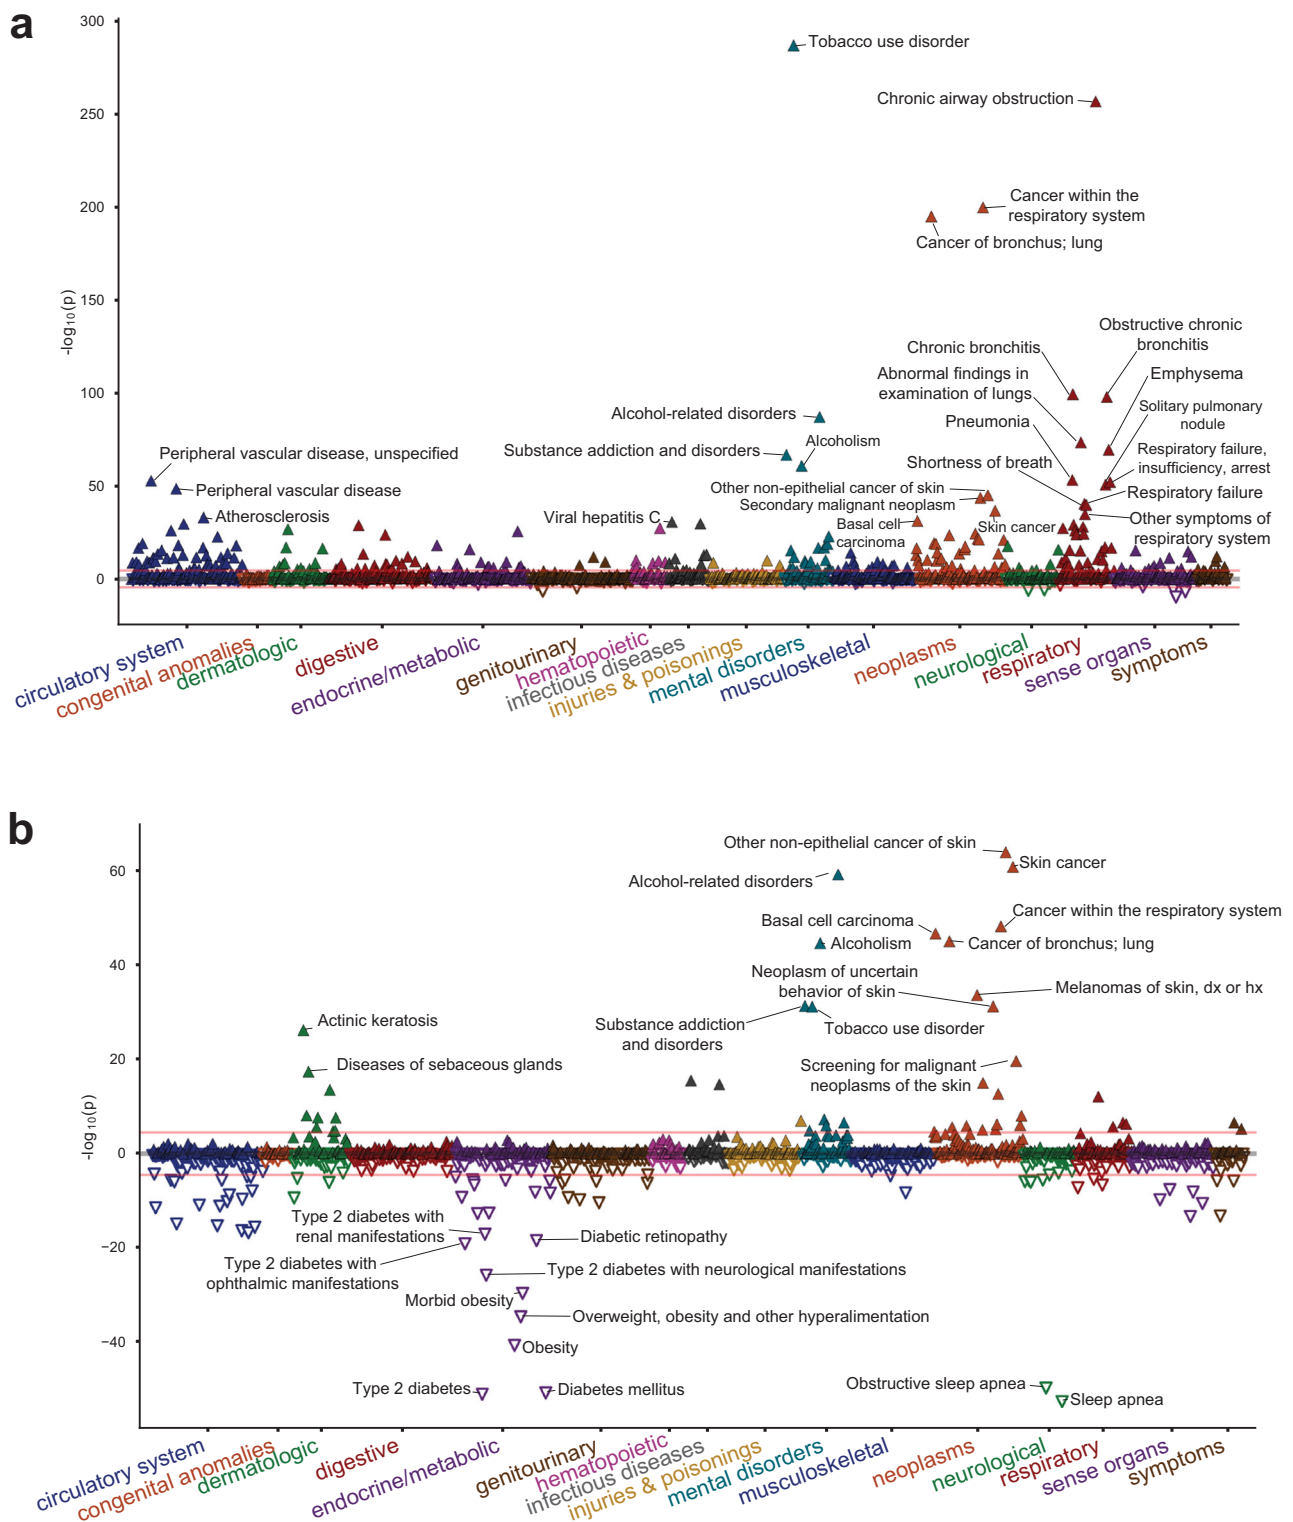 a
300
Tobacco use disorder
Chronic airway obstruction
250
Cancer within the
respiratory system
200
Cancer of bronchus; lung
150
-log10(p)
Obstructive chronic
bronchitis
Chronic bronchitis
Abnormal findings in
examination of lungs
Emphysema
100
Solitary pulmonary
nodule
Alcohol-related disorders
Pneumonia
Alcoholism
Substance addiction and disorders
Respiratory failure,
insufficiency, arrest
Peripheral vascular disease, unspecified
Shortness of breath
50
Other non-epithelial cancer of skin
Peripheral vascular disease
Respiratory failure
Secondary malignant neoplasm
Atherosclerosis
Viral hepatitis C
Basal cell
carcinoma
Skin cancer
Other symptoms of
respiratory system
0
circulatory system
congenital anomalies
dermatologic
digestive
endocrine/metabolic
genitourinary
hematopoietic
infectious diseases
injuries & poisonings
mental disorders
musculoskeletal
neoplasms
neurological
respiratory
sense organs
symptoms
b
Other non-epithelial cancer of skin
Skin cancer
60
Alcohol-related disorders
Cancer within the respiratory system
Basal cell carcinoma
Alcoholism
Cancer of bronchus; lung
40
Neoplasm of uncertain
behavior of skin
Melanomas of skin, dx or hx
Actinic keratosis
Substance addiction
and disorders
Tobacco use disorder
20
Diseases of sebaceous glands
Screening for malignant
neoplasms of the skin
-log10(p)
0
Type 2 diabetes with
renal manifestations
Diabetic retinopathy
−20
Type 2 diabetes with
ophthalmic manifestations
Type 2 diabetes with neurological manifestations
Morbid obesity
Overweight, obesity and other hyperalimentation
−40
Obesity
Type 2 diabetes
Diabetes mellitus
Obstructive sleep apnea
Sleep apnea
circulatory system
congenital anomalies
dermatologic
digestive
endocrine/metabolic
genitourinary
hematopoietic
infectious diseases
injuries & poisonings
mental disorders
musculoskeletal
neoplasms
neurological
respiratory
sense organs
symptoms